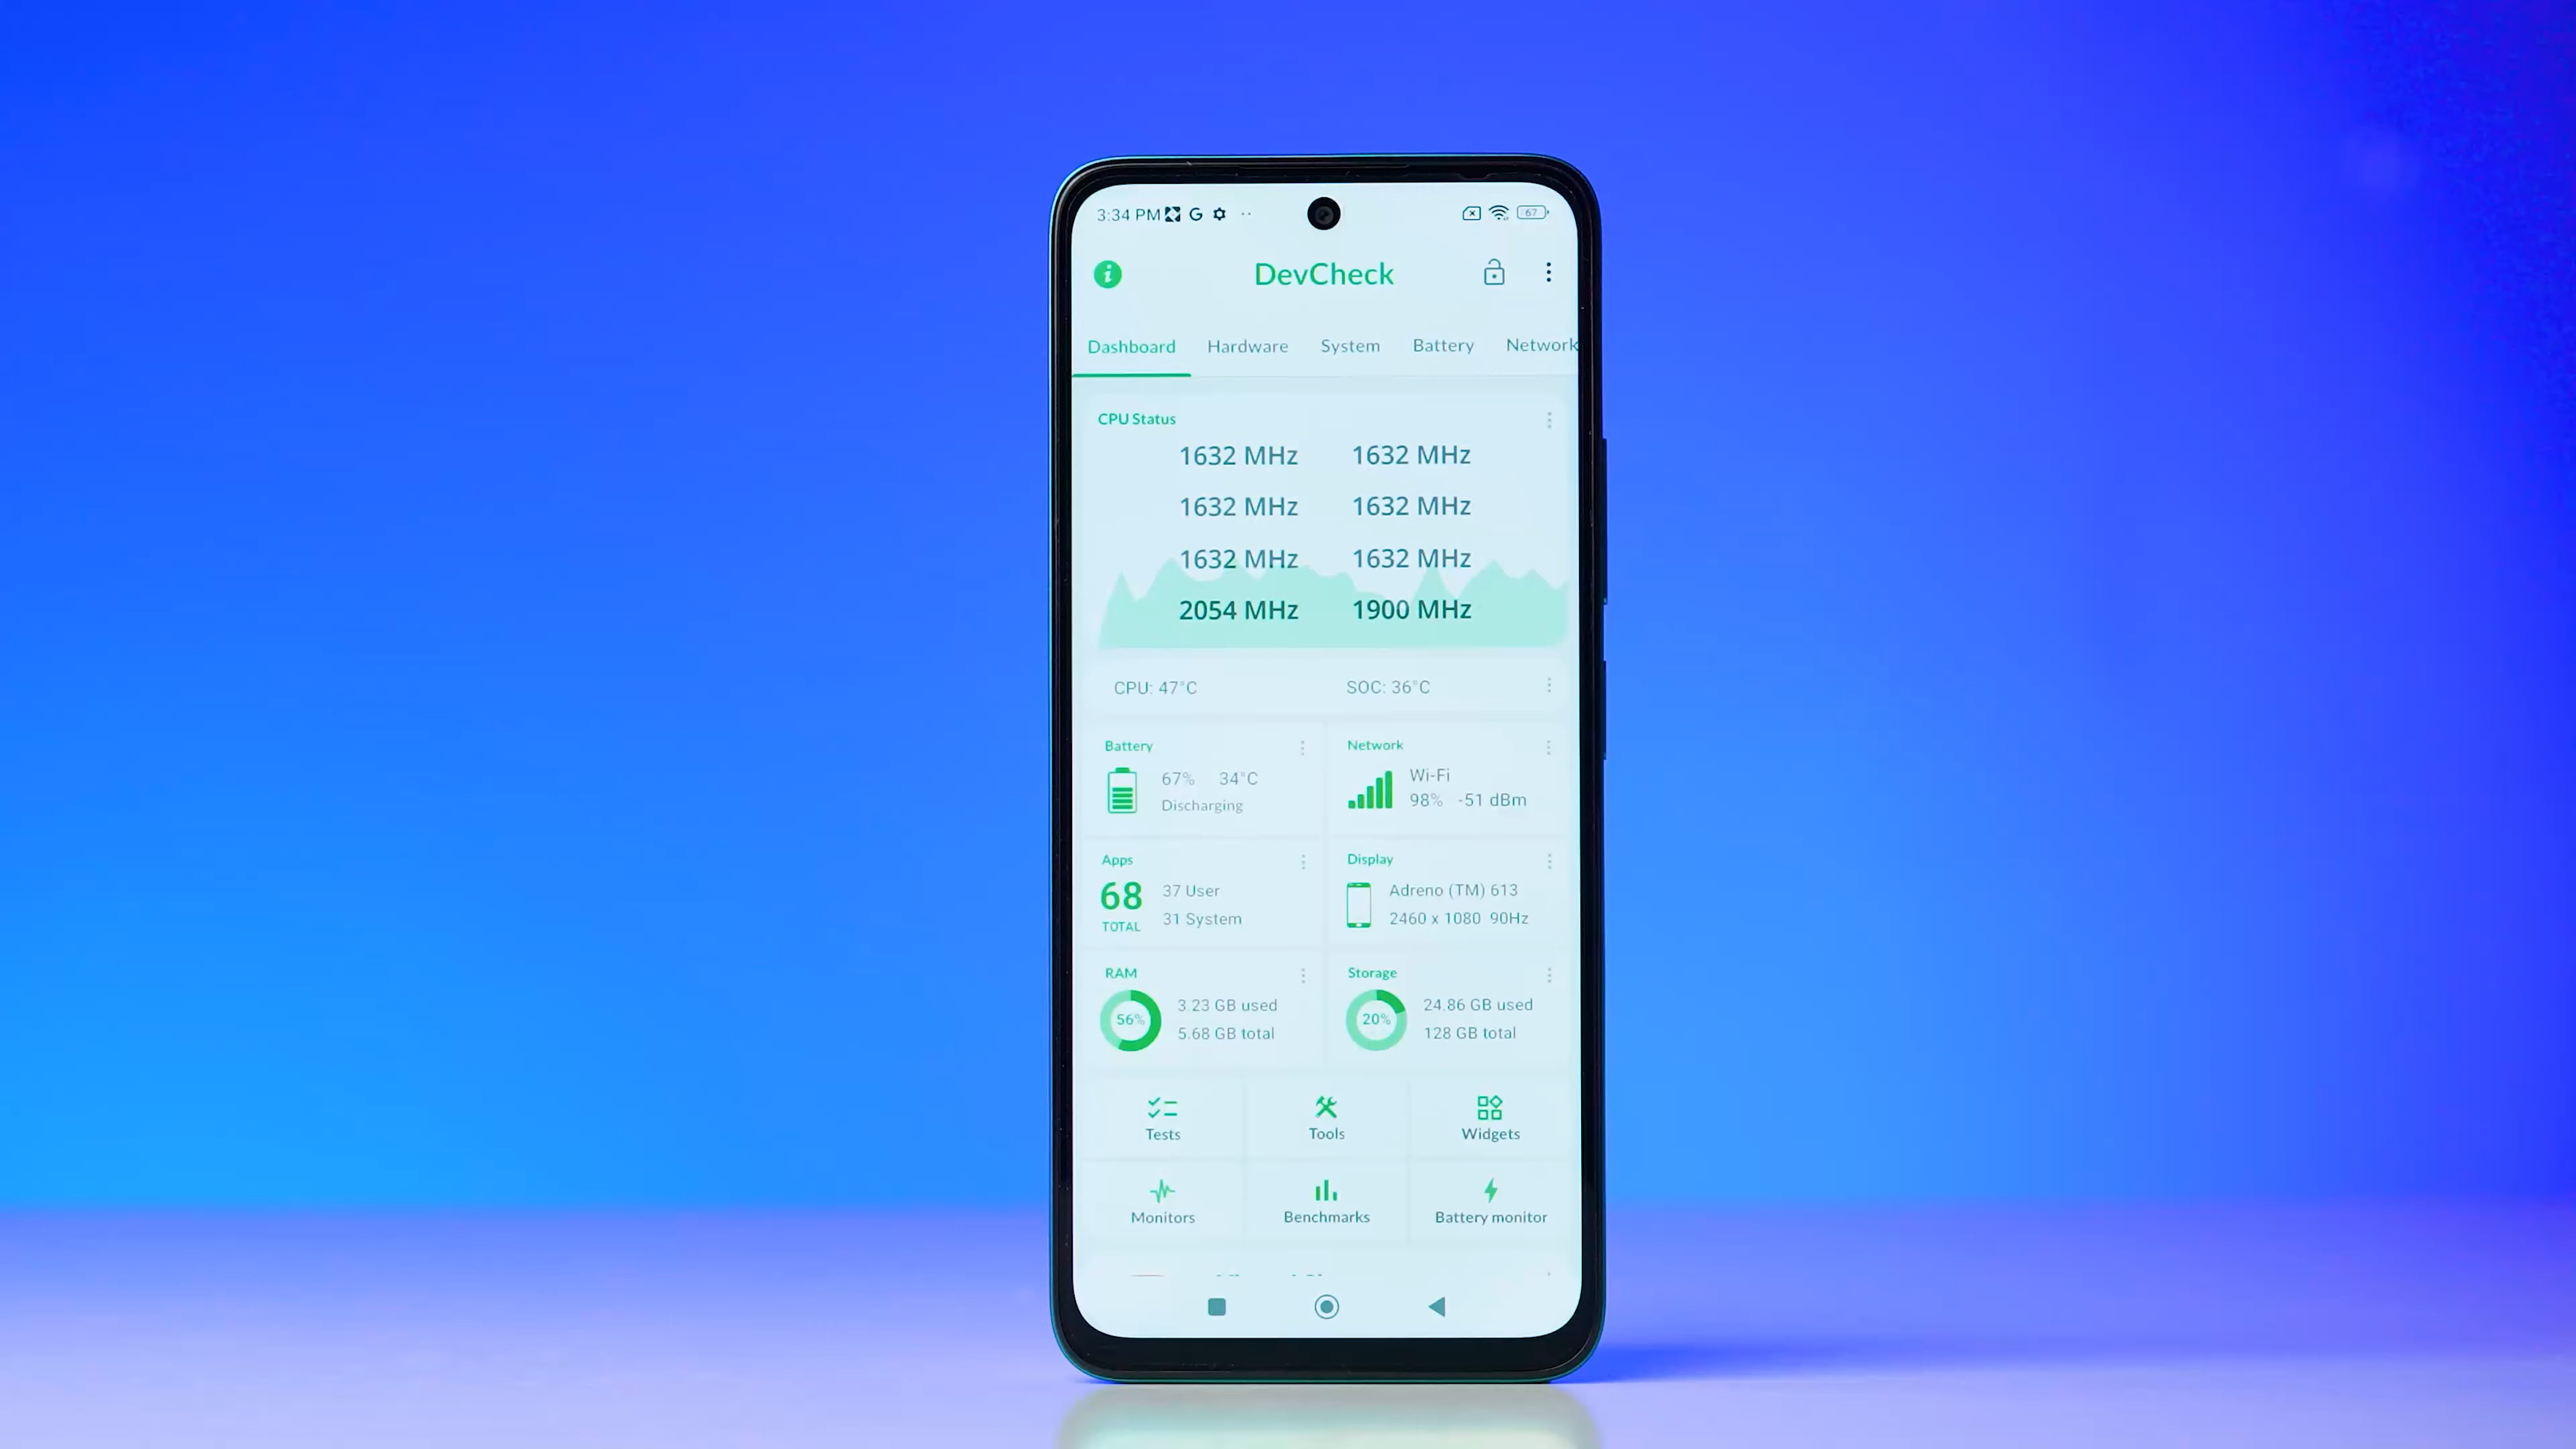 3:34 PM
67
DevCheck
Dashboard Hardware System Battery Network
CPU Status
1632 MHz 1632 MHz
1632 MHz 1632 MHz
1632 MHz 1632 MHz
2054 MHz 1900 MHz
CPU: 47°C SOC: 36°C
Battery
67% 34°C
Discharging
Network
Wi-Fi
98% -51 dBm
Apps
68
TOTAL
37 User
31 System
Display
Adreno (TM) 613
2460 x 1080 90Hz
RAM
56%
3.23 GB used
5.68 GB total
Storage
20%
24.86 GB used
128 GB total
Tests Tools Widgets
Monitors Benchmarks Battery monitor